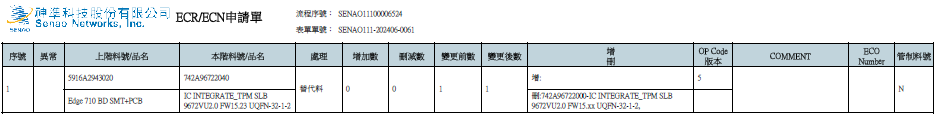 神準科技股份有限公司
Senao Networks, Inc.
SENAO
ECR/ECN申請單
流程序號： SENAO11100006524
表單單號： SENAO111-202406-0061
序號 異常 上階料號/品名 本階料號/品名 處理 增加數 刪減數 變更前數 變更後數 增 刪 OP Code 版本 COMMENT ECO Number 管制料號
1 5916A2943020 742A96722040 替代料 0 0 1 1 增: 5 N
Edge 710 BD SMT+PCB IC INTEGRATE_TPM SLB 刪:742A96722000-IC INTEGRATE_TPM SLB
9672VU2.0 FW15.23 UQFN-32-1-2 9672VU2.0 FW15.xx UQFN-32-1-2,